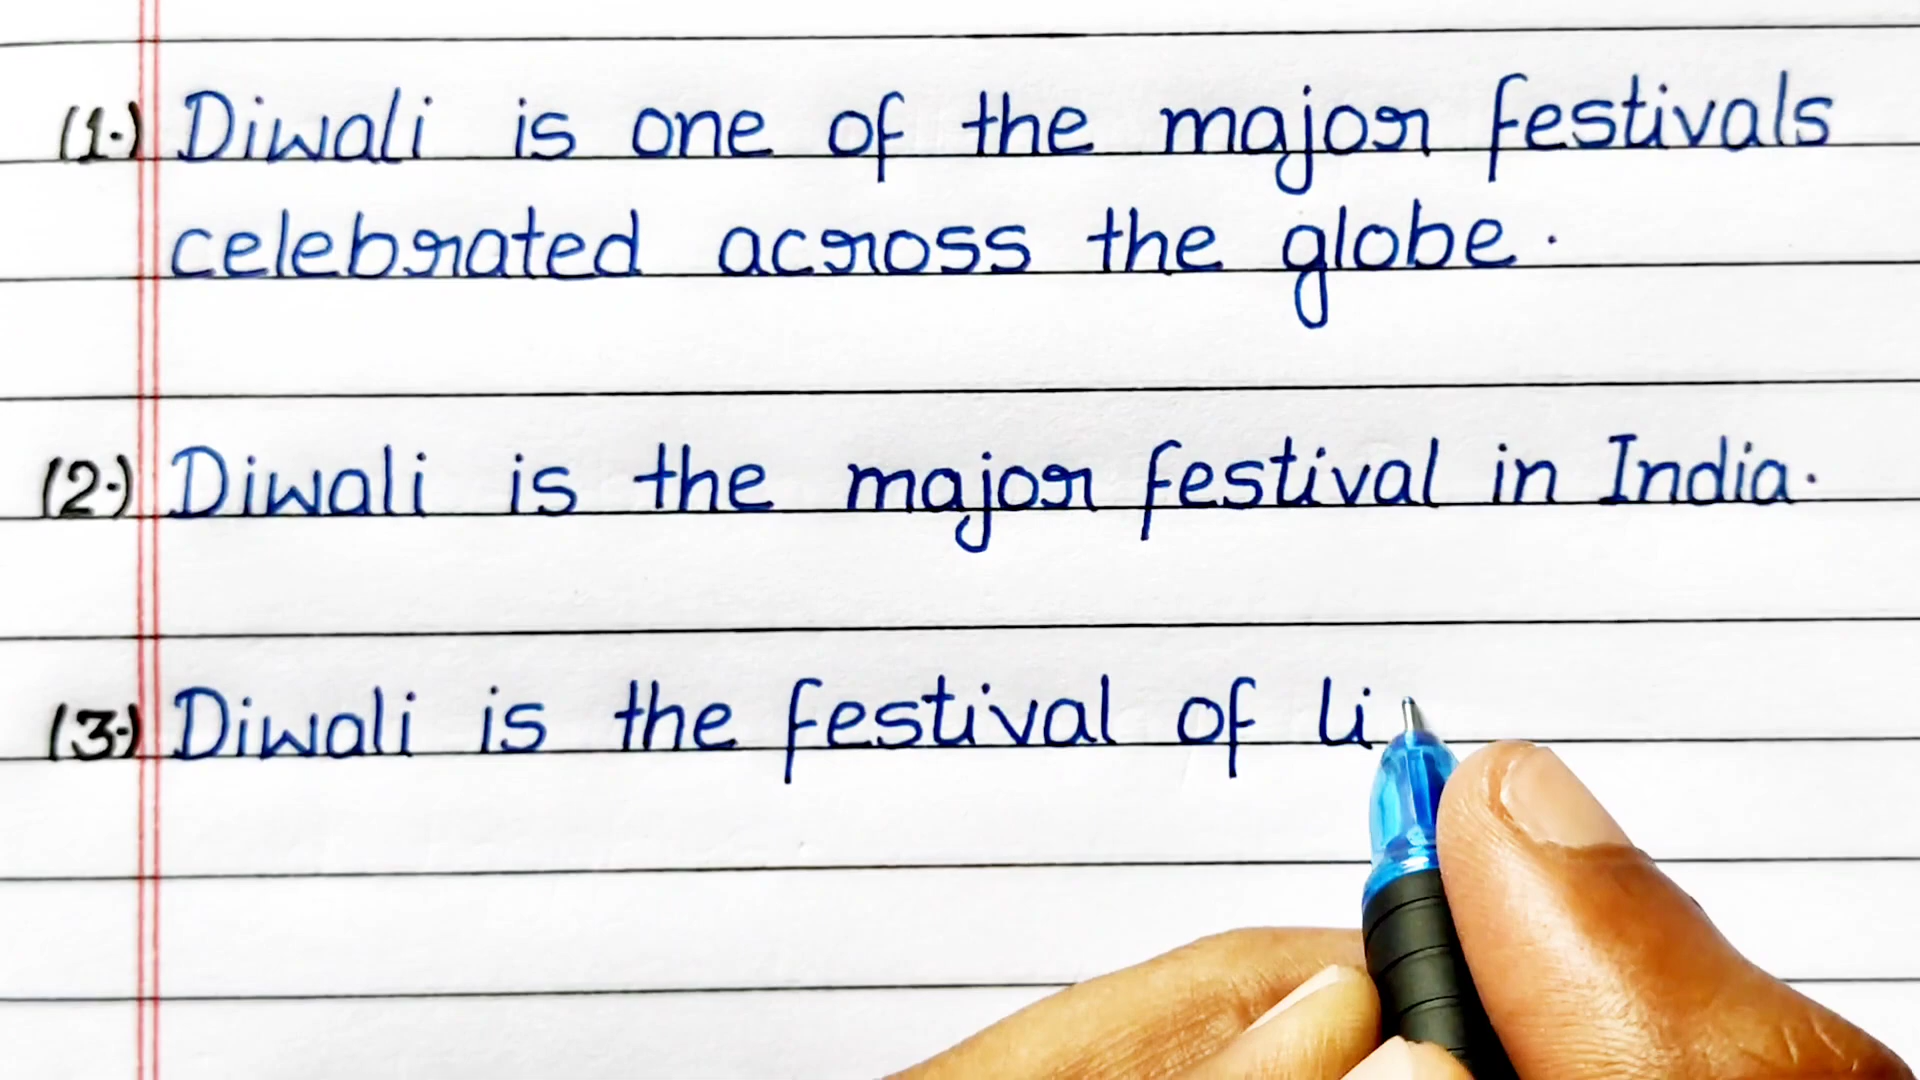 (1.) Diwali is one of the major festivals
celebrated across the globe.
(2.) Diwali is the major festival in India.
(3.) Diwali is the festival of li